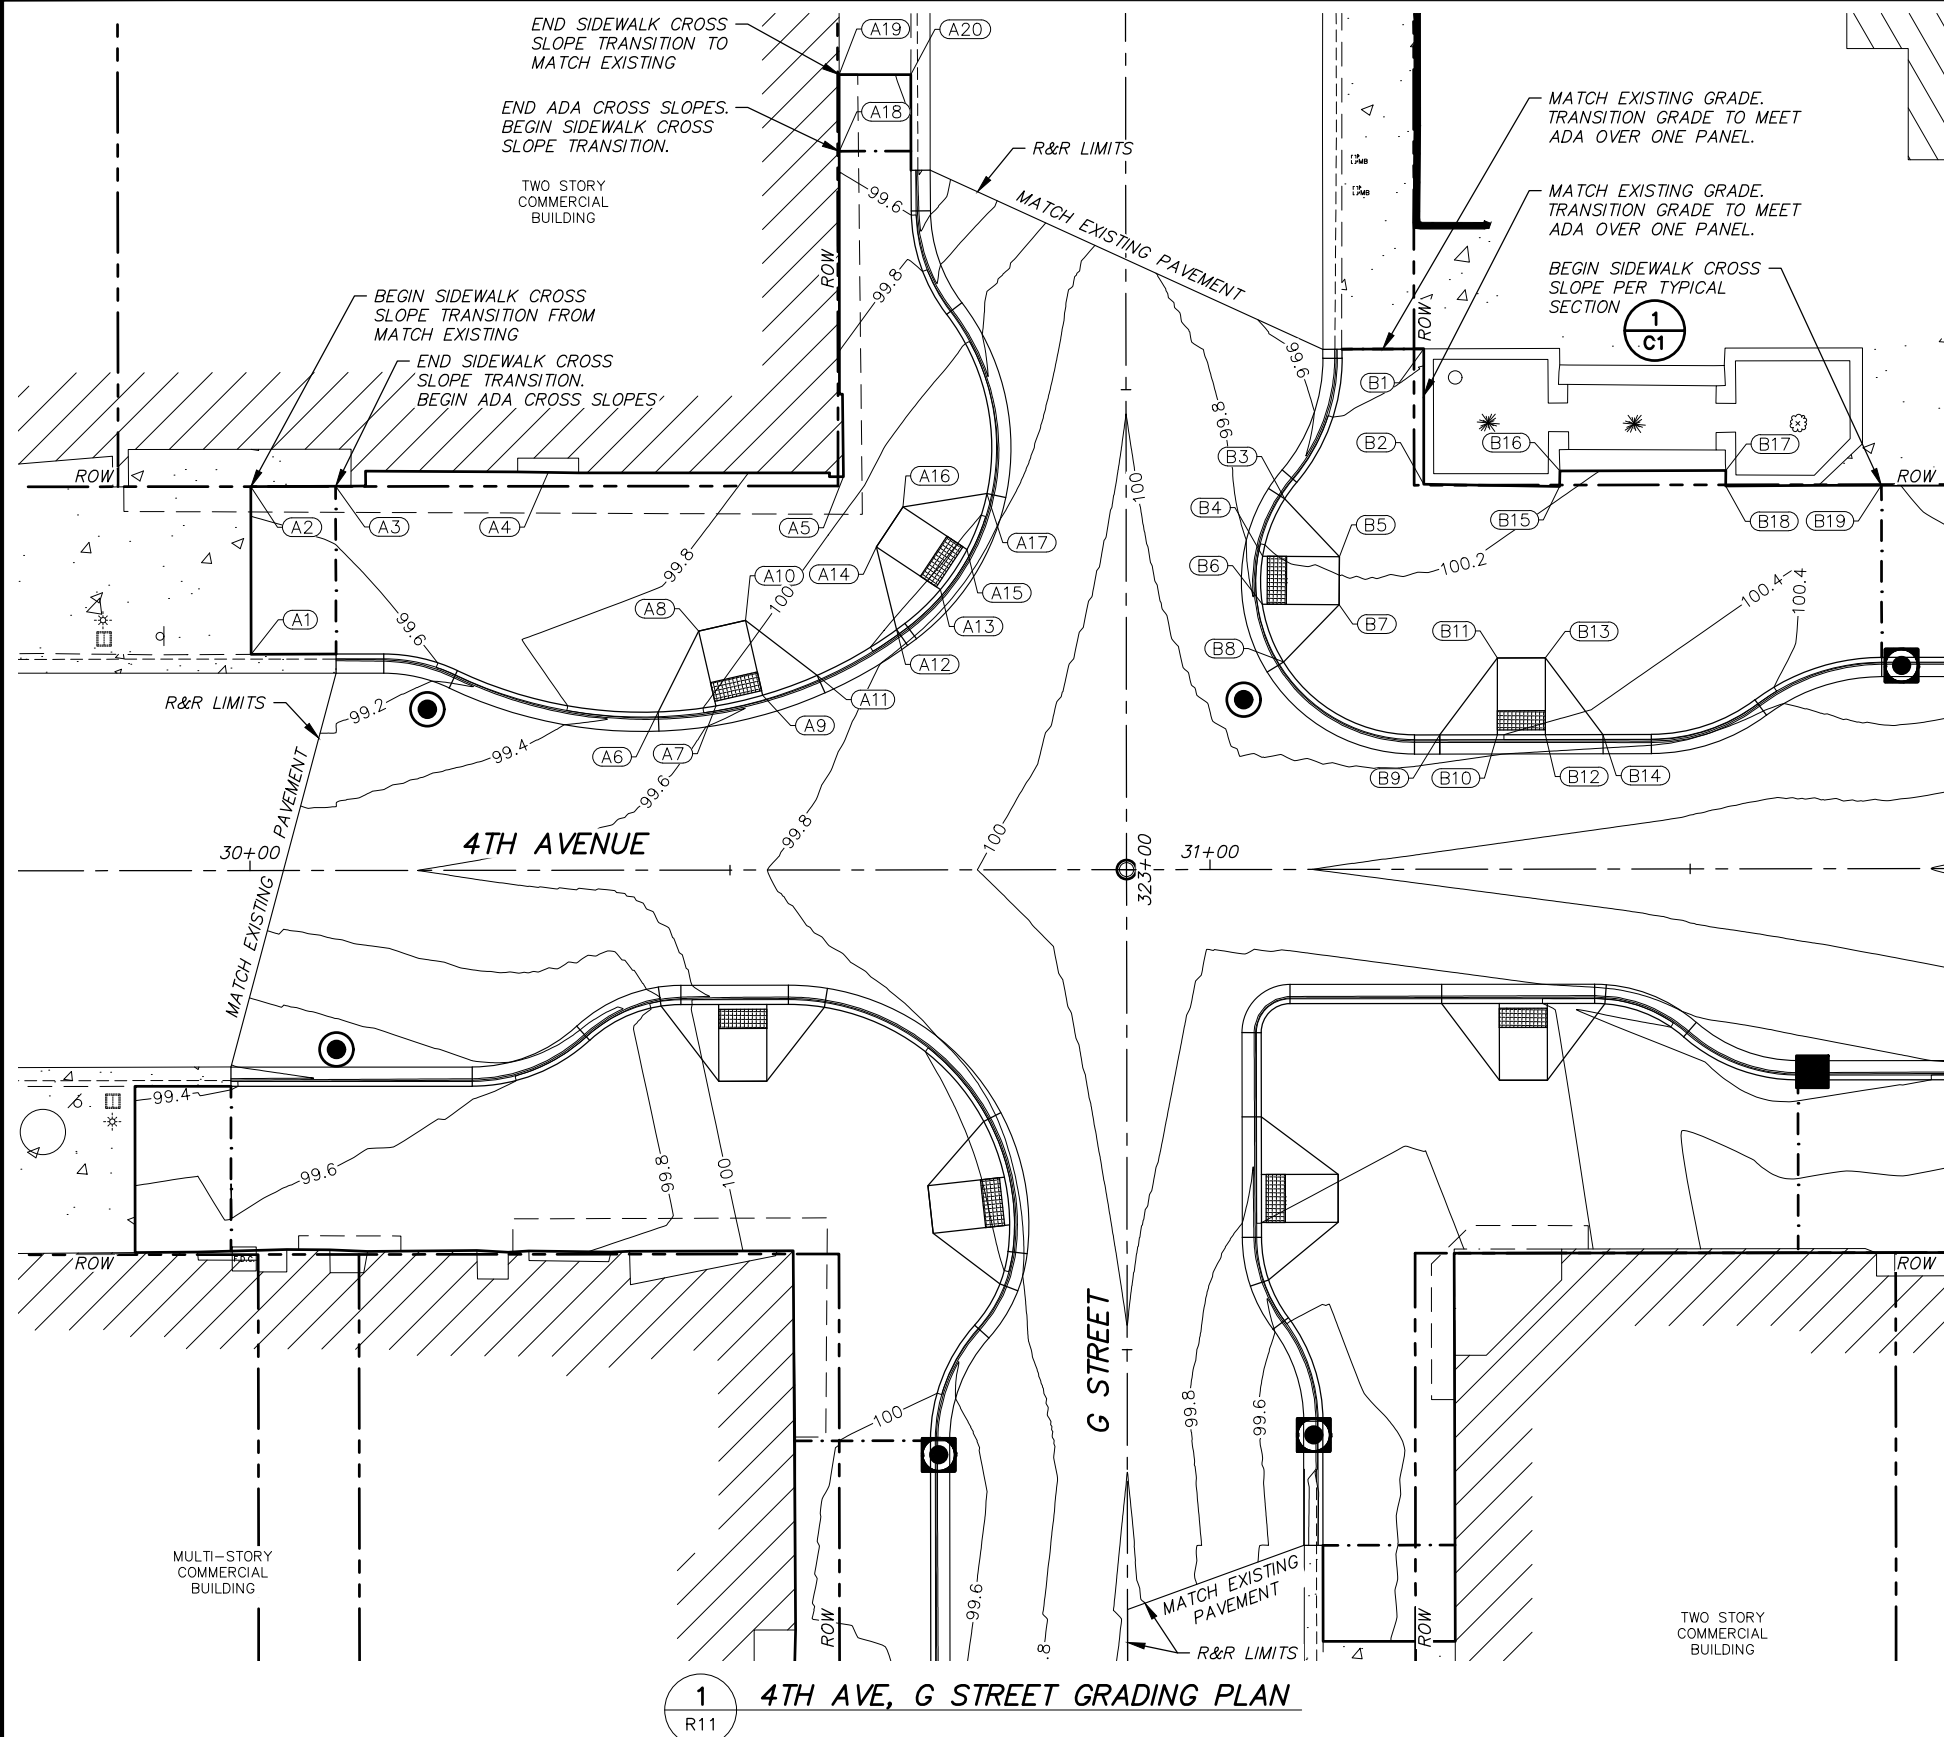 END SIDEWALK CROSS
SLOPE TRANSITION TO
MATCH EXISTING
A19
A20
END ADA CROSS SLOPES.
BEGIN SIDEWALK CROSS
SLOPE TRANSITION.
A18
TWO STORY
COMMERCIAL
BUILDING
R&R LIMITS
MATCH EXISTING PAVEMENT
MATCH EXISTING GRADE.
TRANSITION GRADE TO MEET
ADA OVER ONE PANEL.
MATCH EXISTING GRADE.
TRANSITION GRADE TO MEET
ADA OVER ONE PANEL.
BEGIN SIDEWALK CROSS
SLOPE PER TYPICAL
SECTION
1
C1
99.6
99.8
ROW
ROW
BEGIN SIDEWALK CROSS
SLOPE TRANSITION FROM
MATCH EXISTING
END SIDEWALK CROSS
SLOPE TRANSITION.
BEGIN ADA CROSS SLOPES
99.6
99.8
B1
B2
B16
B17
B3
ROW
ROW
A16
100
B4
B5
B15
B18
B19
A2
A3
A4
A5
A17
99.8
A10
A14
100
A15
B6
100.2
100.4
100.4
A1
A8
99.6
A13
B7
B11
B13
A12
B8
R&R LIMITS
99.2
A11
A9
99.4
A6
A7
B9
B10
B12
B14
99.6
MATCH EXISTING PAVEMENT
4TH AVENUE
99.8
100
30+00
31+00
323+00
99.4
99.6
99.8
100
ROW
F.D.C.
ROW
G STREET
100
99.8
99.6
MULTI-STORY
COMMERCIAL
BUILDING
99.6
.8
ROW
MATCH EXISTING
PAVEMENT
R&R LIMITS
ROW
TWO STORY
COMMERCIAL
BUILDING
1
R11
4TH AVE, G STREET GRADING PLAN